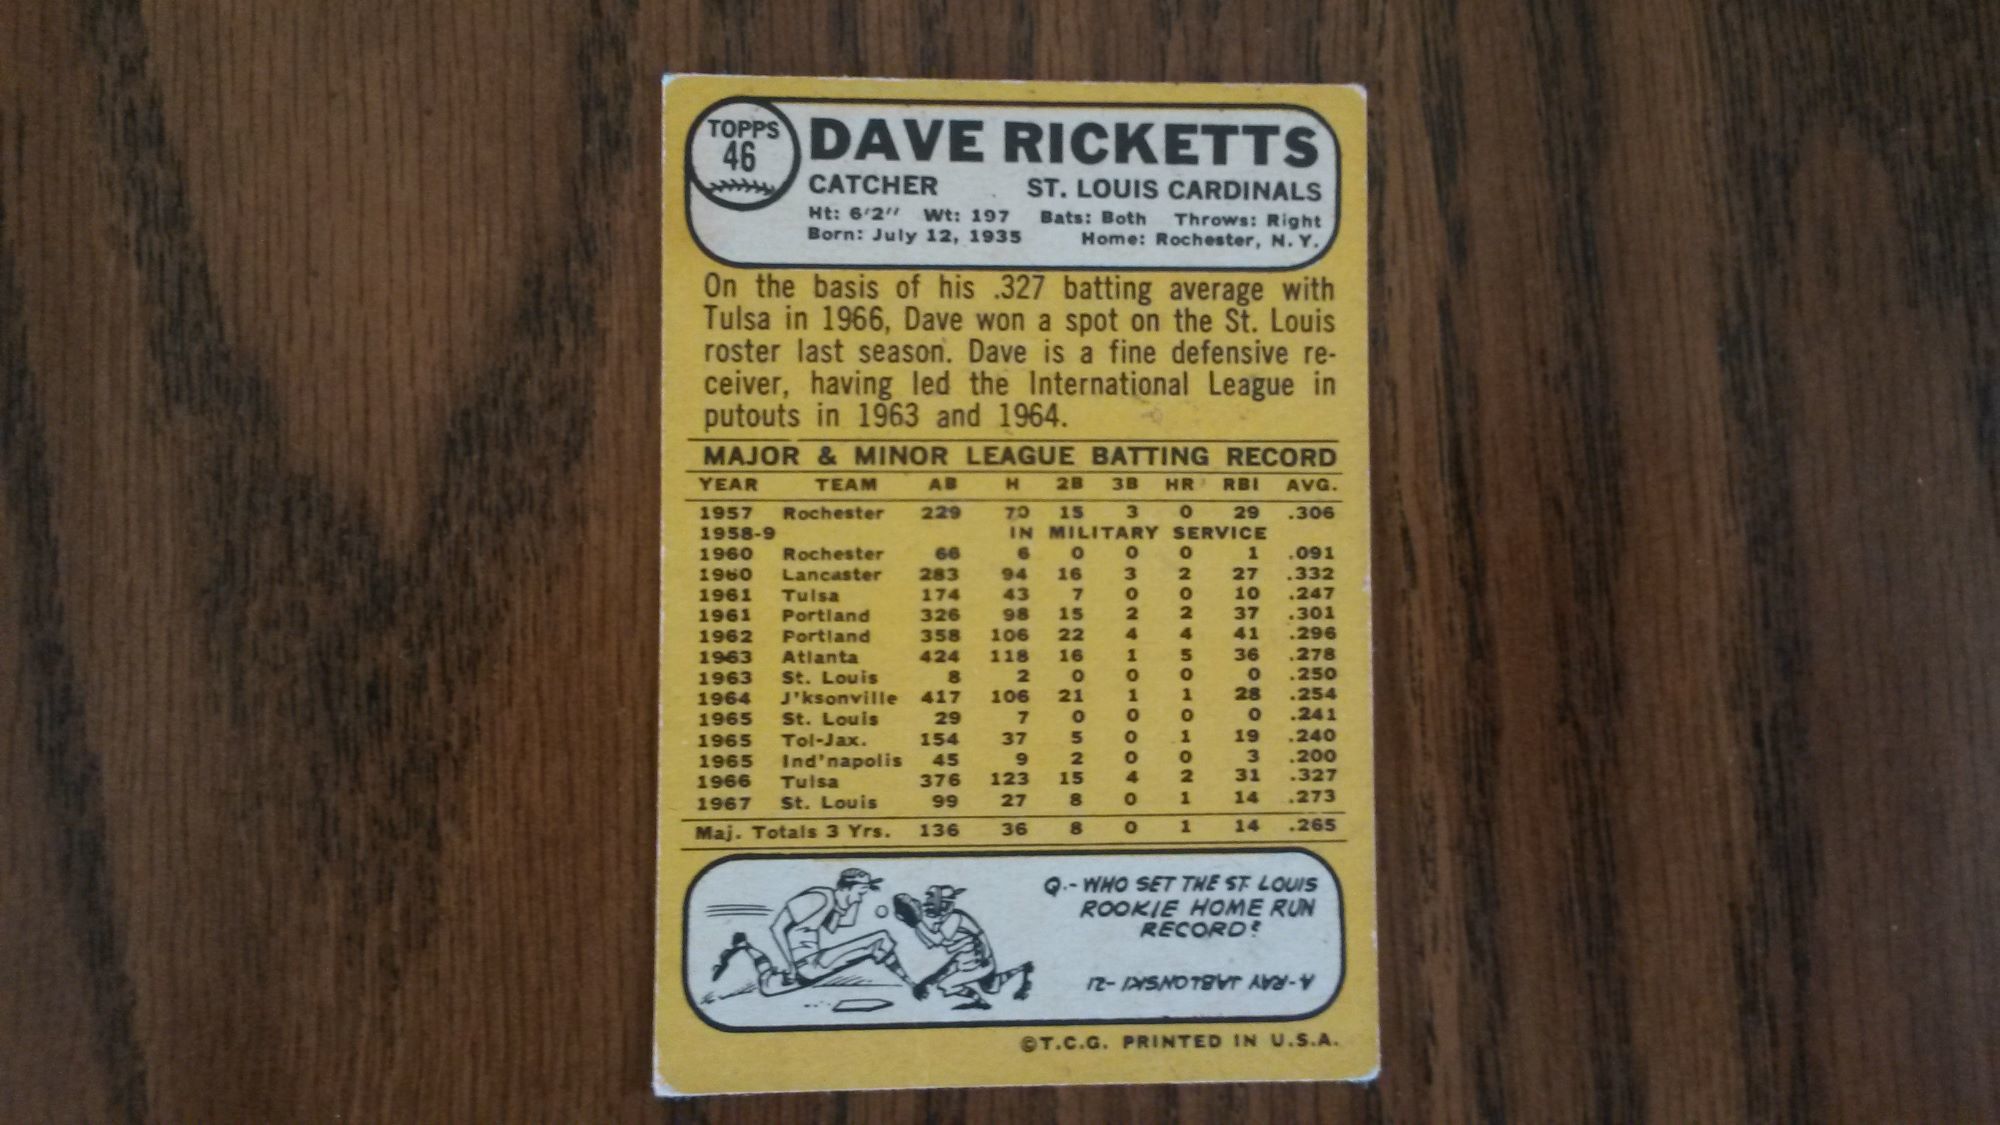 TOPPS
46
DAVE RICKETTS
CATCHER ST. LOUIS CARDINALS
Ht: 6'2" Wt: 197 Bats: Both Throws: Right
Born: July 12, 1935 Home: Rochester, N. Y.
On the basis of his .327 batting average with
Tulsa in 1966, Dave won a spot on the St. Louis
roster last season. Dave is a fine defensive re-
ceiver, having led the International League in
putouts in 1963 and 1964.
MAJOR & MINOR LEAGUE BATTING RECORD
YEAR TEAM AB H 2B 3B HR RBI AVG.
1957 Rochester 229 70 15 3 0 29 .306
1958-9 IN MILITARY SERVICE
1960 Rochester 66 6 0 0 0 1 .091
1960 Lancaster 283 94 16 3 2 27 .332
1961 Tulsa 174 43 7 0 0 10 .247
1961 Portland 326 98 15 2 2 37 .301
1962 Portland 358 106 22 4 4 41 .296
1963 Atlanta 424 118 16 1 5 36 .278
1963 St. Louis 8 2 0 0 0 0 .250
1964 J'ksonville 417 106 21 1 1 28 .254
1965 St. Louis 29 7 0 0 0 0 .241
1965 Tol-Jax. 154 37 5 0 1 19 .240
1965 Ind'napolis 45 9 2 0 0 3 .200
1966 Tulsa 376 123 15 4 2 31 .327
1967 St. Louis 99 27 8 0 1 14 .273
Maj. Totals 3 Yrs. 136 36 8 0 1 14 .265
Q.- WHO SET THE ST. LOUIS
ROOKIE HOME RUN
RECORD?
A-RAY JABLONSKI -21
©T.C.G. PRINTED IN U.S.A.